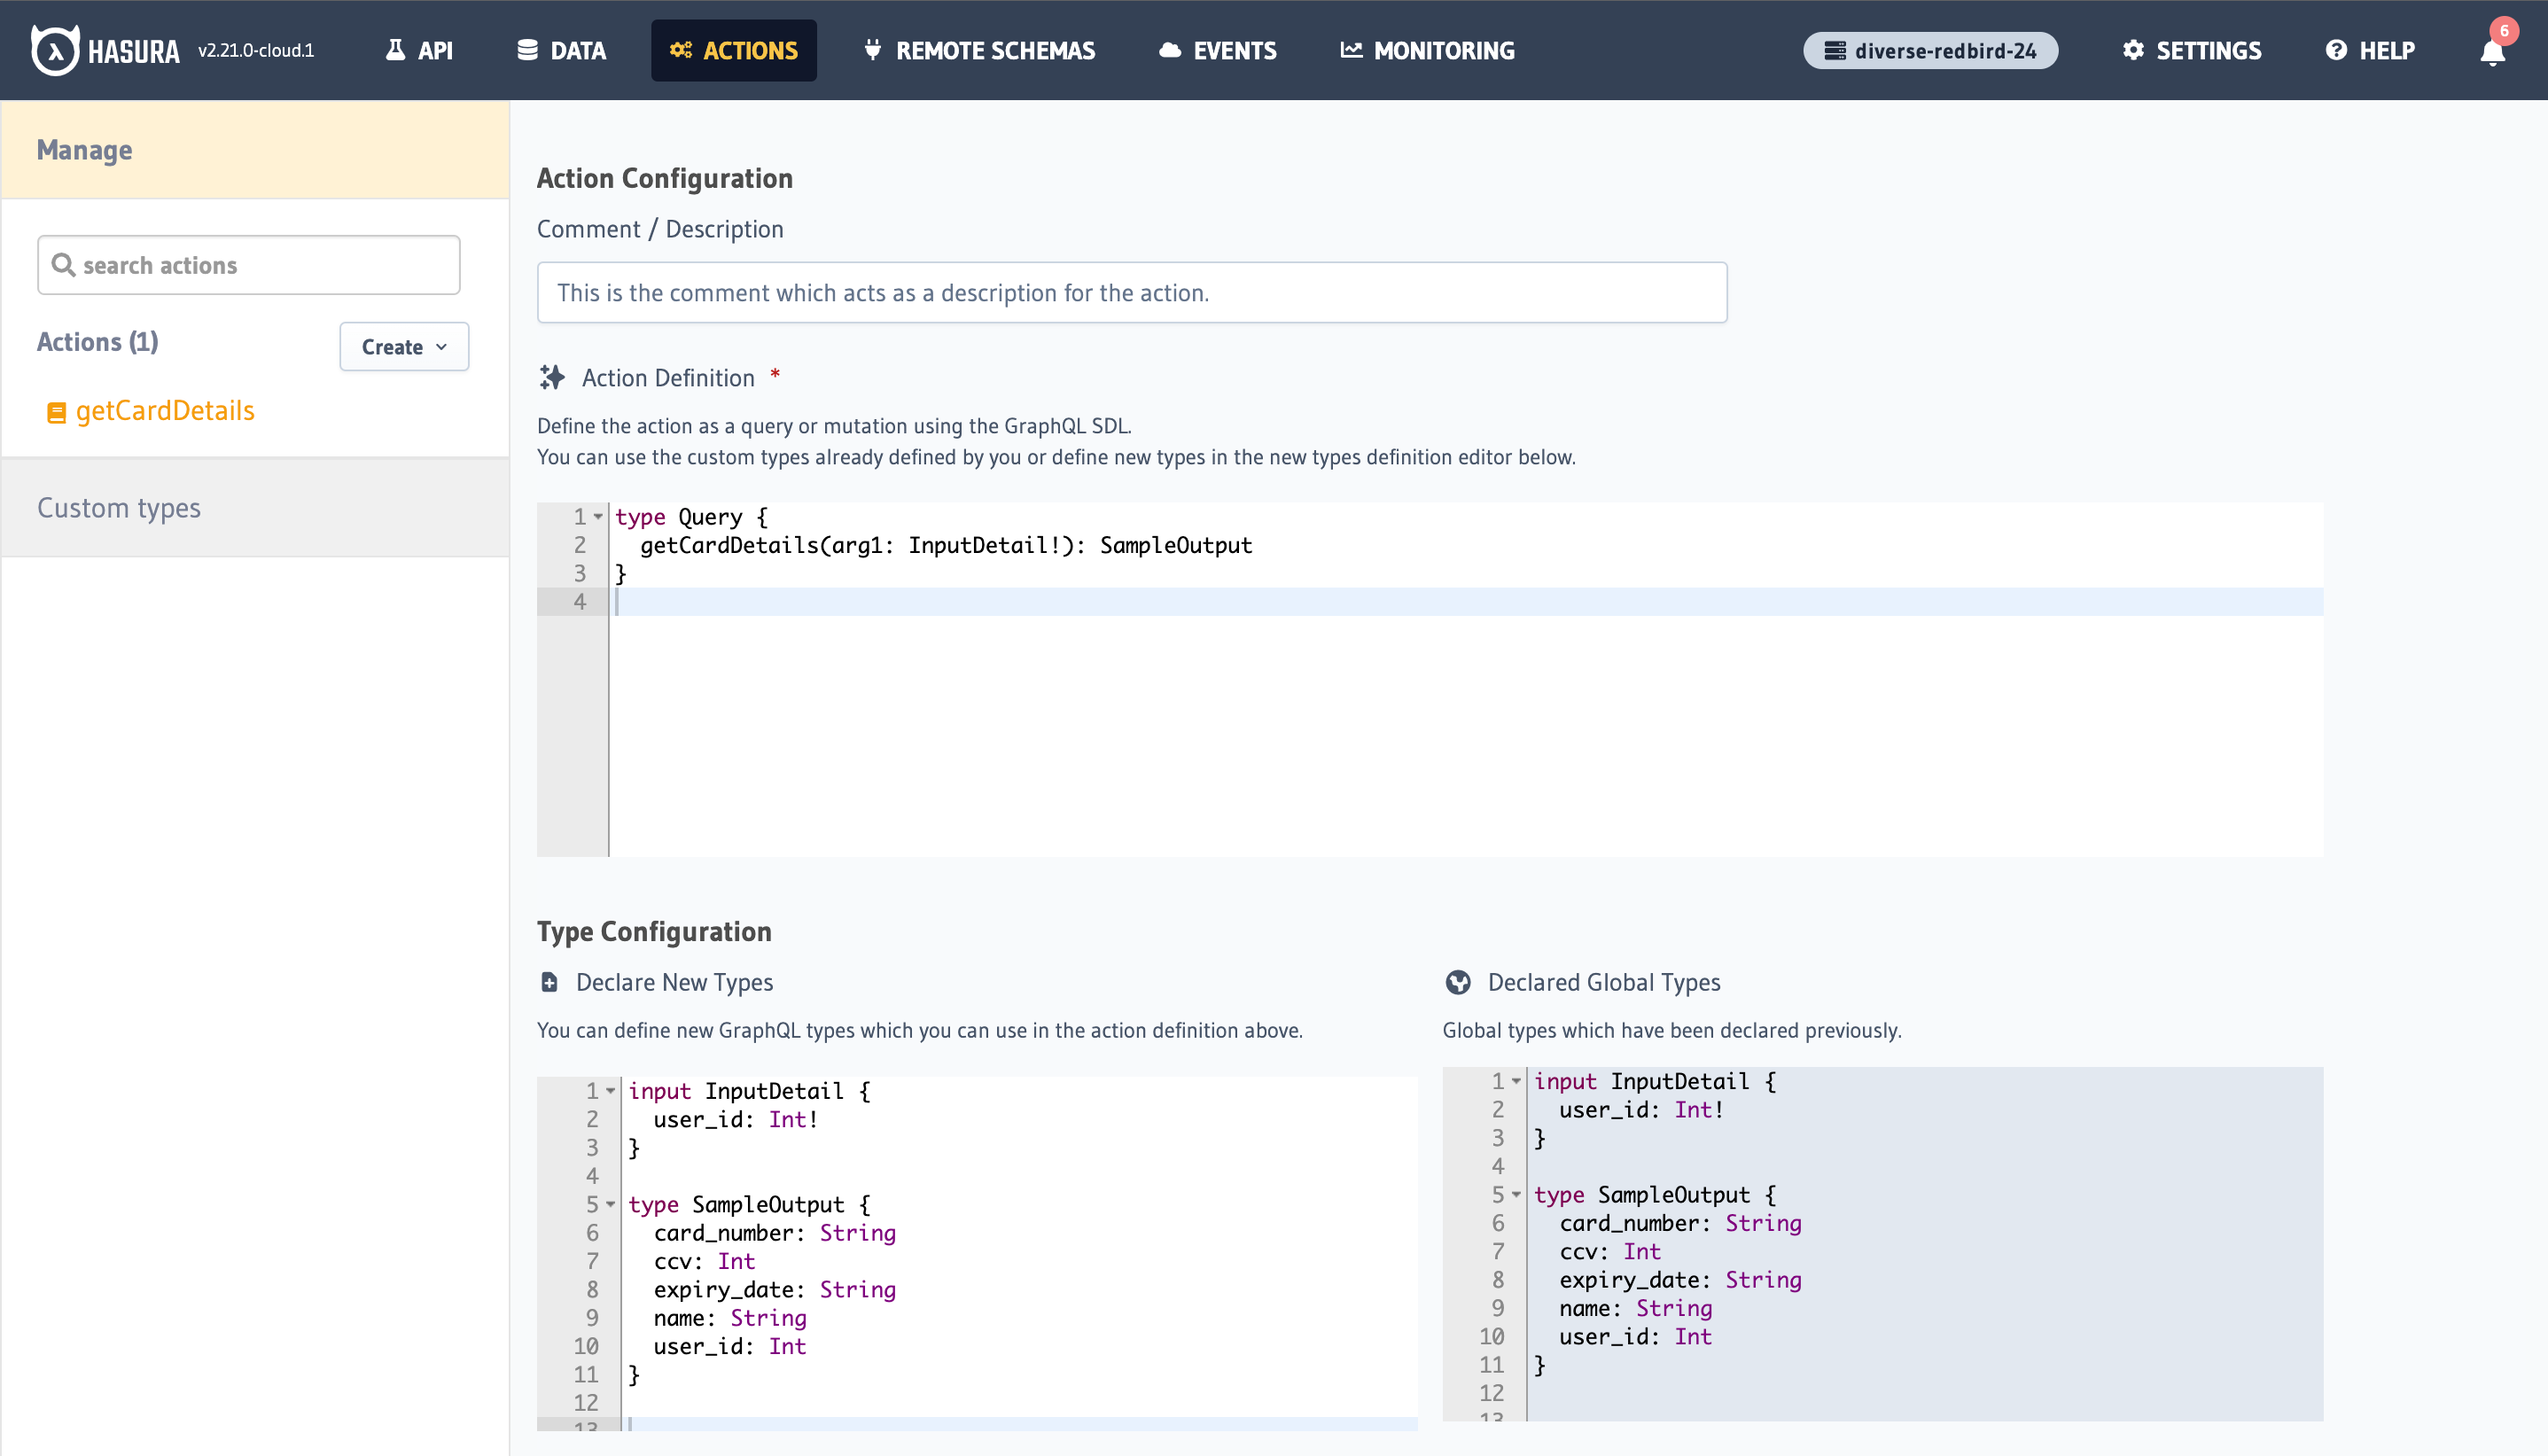 HASURA v2.21.0-cloud.1 API DATA ACTIONS REMOTE SCHEMAS EVENTS MONITORING diverse-redbird-24 SETTINGS HELP 6
Manage
search actions
Actions (1) Create
getCardDetails
Custom types
Action Configuration
Comment / Description
This is the comment which acts as a description for the action.
Action Definition *
Define the action as a query or mutation using the GraphQL SDL.
You can use the custom types already defined by you or define new types in the new types definition editor below.
1 type Query {
2 getCardDetails(arg1: InputDetail!): SampleOutput
3 }
4
Type Configuration
Declare New Types
You can define new GraphQL types which you can use in the action definition above.
1 input InputDetail {
2 user_id: Int!
3 }
4
5 type SampleOutput {
6 card_number: String
7 ccv: Int
8 expiry_date: String
9 name: String
10 user_id: Int
11 }
12
13
Declared Global Types
Global types which have been declared previously.
1 input InputDetail {
2 user_id: Int!
3 }
4
5 type SampleOutput {
6 card_number: String
7 ccv: Int
8 expiry_date: String
9 name: String
10 user_id: Int
11 }
12
13